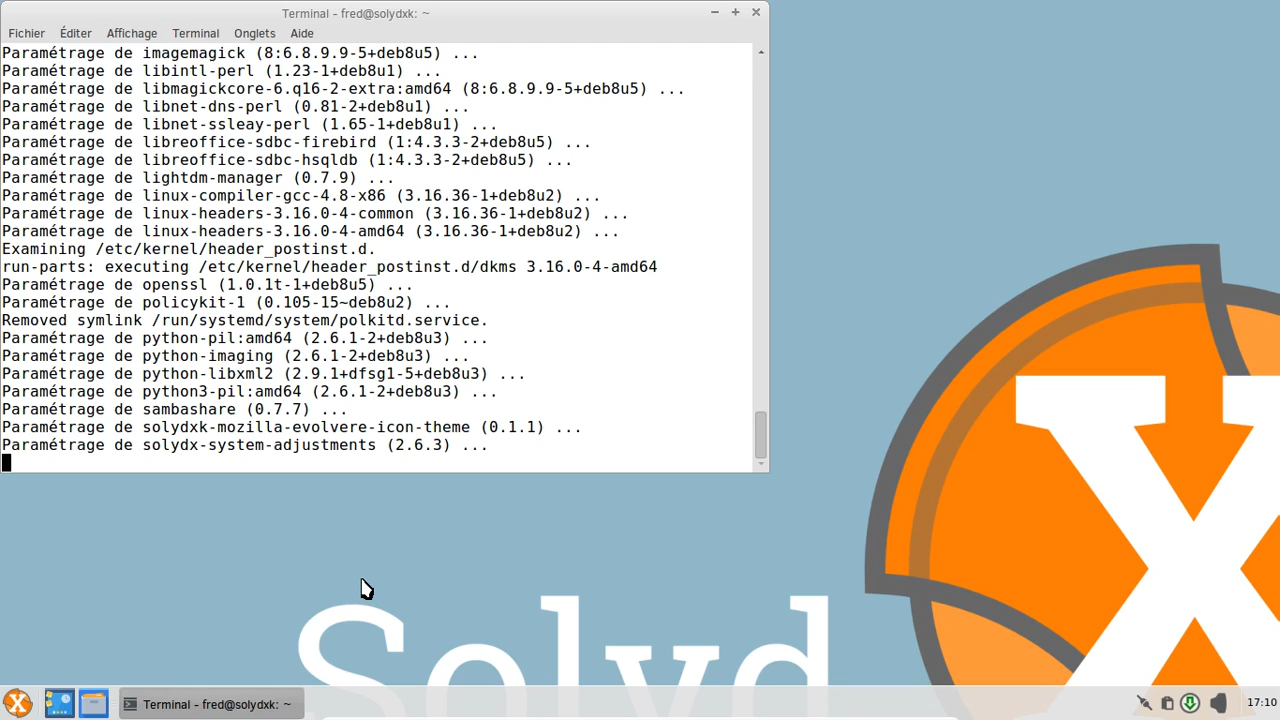 Terminal - fred@solydxk: ~
Fichier Éditer Affichage Terminal Onglets Aide
Paramétrage de imagemagick (8:6.8.9.9-5+deb8u5) ...
Paramétrage de libintl-perl (1.23-1+deb8u1) ...
Paramétrage de libmagickcore-6.q16-2-extra:amd64 (8:6.8.9.9-5+deb8u5) ...
Paramétrage de libnet-dns-perl (0.81-2+deb8u1) ...
Paramétrage de libnet-ssleay-perl (1.65-1+deb8u1) ...
Paramétrage de libreoffice-sdbc-firebird (1:4.3.3-2+deb8u5) ...
Paramétrage de libreoffice-sdbc-hsqldb (1:4.3.3-2+deb8u5) ...
Paramétrage de lightdm-manager (0.7.9) ...
Paramétrage de linux-compiler-gcc-4.8-x86 (3.16.36-1+deb8u2) ...
Paramétrage de linux-headers-3.16.0-4-common (3.16.36-1+deb8u2) ...
Paramétrage de linux-headers-3.16.0-4-amd64 (3.16.36-1+deb8u2) ...
Examining /etc/kernel/header_postinst.d.
run-parts: executing /etc/kernel/header_postinst.d/dkms 3.16.0-4-amd64
Paramétrage de openssl (1.0.1t-1+deb8u5) ...
Paramétrage de policykit-1 (0.105-15~deb8u2) ...
Removed symlink /run/systemd/system/polkitd.service.
Paramétrage de python-pil:amd64 (2.6.1-2+deb8u3) ...
Paramétrage de python-imaging (2.6.1-2+deb8u3) ...
Paramétrage de python-libxml2 (2.9.1+dfsg1-5+deb8u3) ...
Paramétrage de python3-pil:amd64 (2.6.1-2+deb8u3) ...
Paramétrage de sambashare (0.7.7) ...
Paramétrage de solydxk-mozilla-evolvere-icon-theme (0.1.1) ...
Paramétrage de solydx-system-adjustments (2.6.3) ...
Solyd X
Terminal - fred@solydxk: ~
17:10